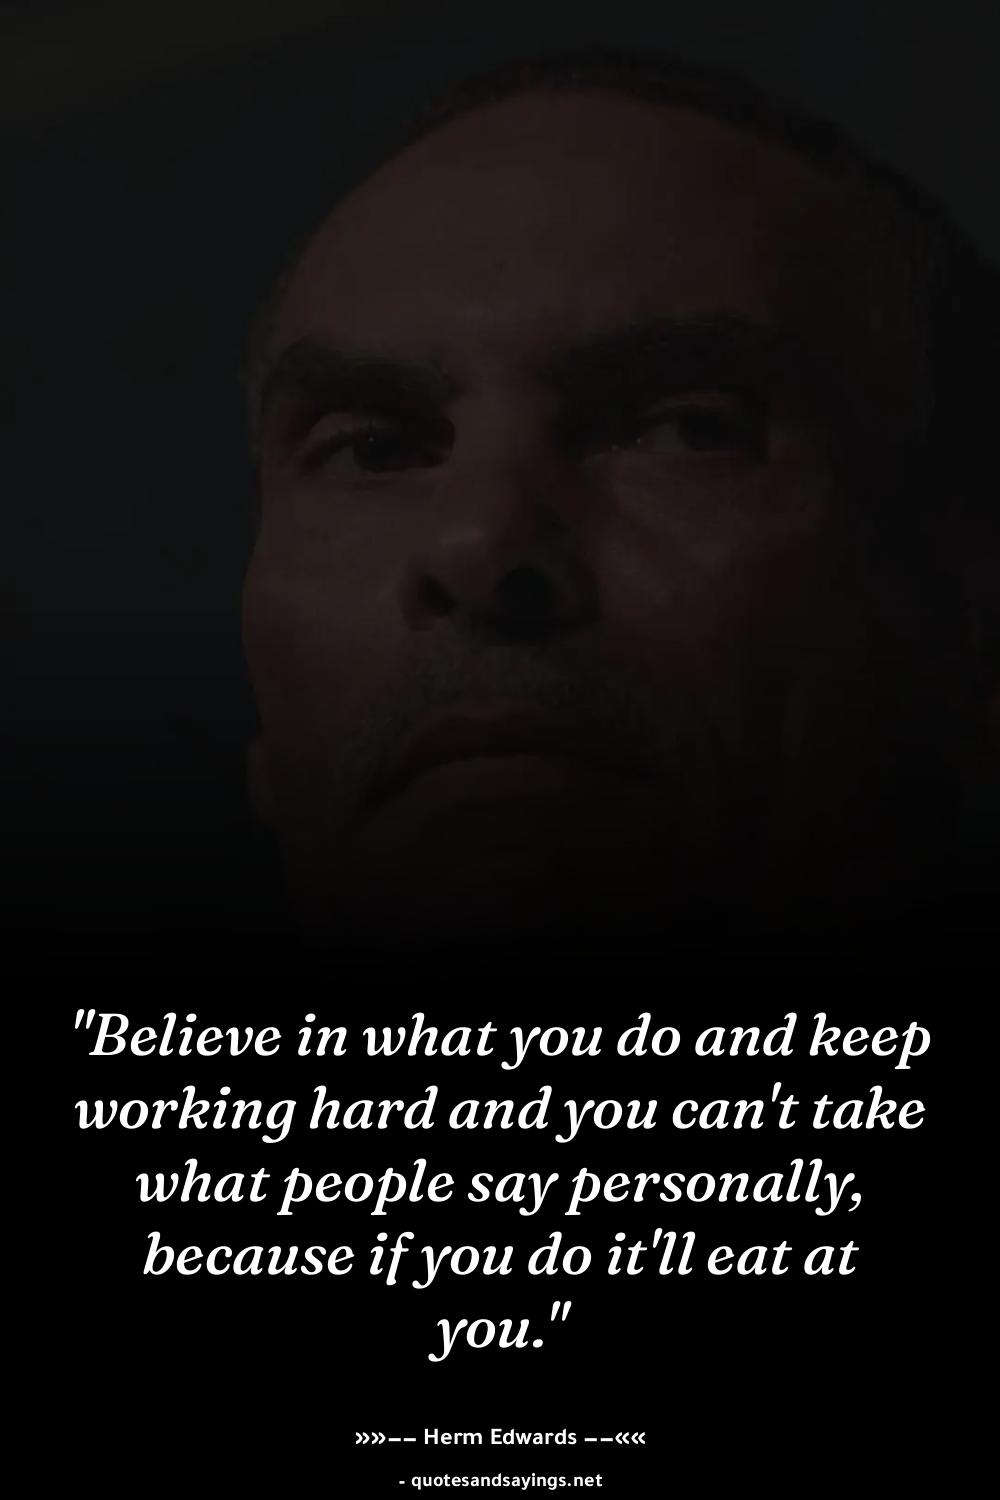 "Believe in what you do and keep
working hard and you can't take
what people say personally,
because if you do it'll eat at
you."
»»—— Herm Edwards ——««
- quotesandsayings.net